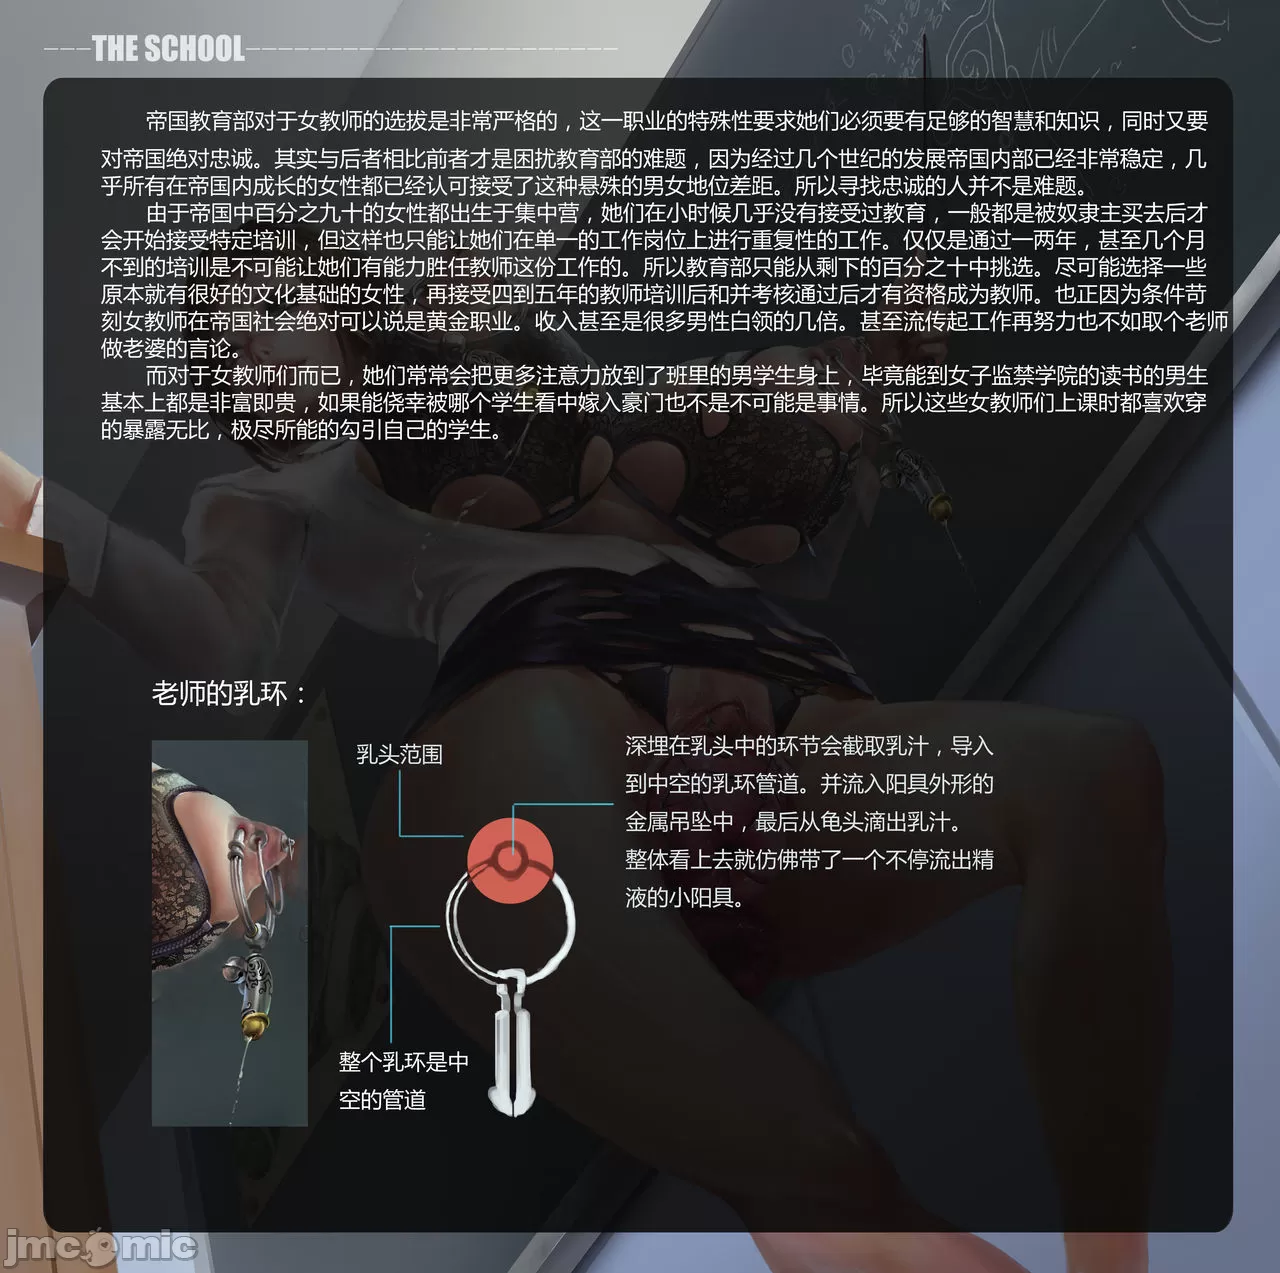 THE SCHOOL
帝国教育部对于女教师的选拔是非常严格的，这一职业的特殊性要求她们必须要有足够的智慧和知识，同时又要
对帝国绝对忠诚。其实与后者相比前者才是困扰教育部的难题，因为经过几个世纪的发展帝国内部已经非常稳定，几
乎所有在帝国内成长的女性都已经认可接受了这种悬殊的男女地位差距。所以寻找忠诚的人并不是难题。
由于帝国中百分之九十的女性都出生于集中营，她们在小时候几乎没有接受过教育，一般都是被奴隶主买去后才
会开始接受特定培训，但这样也只能让她们在单一的工作岗位上进行重复性的工作。仅仅是通过一两年，甚至几个月
不到的培训是不可能让她们有能力胜任教师这份工作的。所以教育部只能从剩下的百分之十中挑选。尽可能选择一些
原本就有很好的文化基础的女性，再接受四到五年的教师培训后和并考核通过后才有资格成为教师。也正因为条件苛
刻女教师在帝国社会绝对可以说是黄金职业。收入甚至是很多男性白领的几倍。甚至流传起工作再努力也不如取个老师
做老婆的言论。
而对于女教师们而已，她们常常会把更多注意力放到了班里的男学生身上，毕竟能到女子监禁学院的读书的男生
基本上都是非富即贵，如果能侥幸被哪个学生看中嫁入豪门也不是不可能是事情。所以这些女教师们上课时都喜欢穿
的暴露无比，极尽所能的勾引自己的学生。
老师的乳环：
乳头范围
深埋在乳头中的环节会截取乳汁，导入
到中空的乳环管道。并流入阳具外形的
金属吊坠中，最后从龟头滴出乳汁。
整体看上去就仿佛带了一个不停流出精
液的小阳具。
整个乳环是中
空的管道
jmcomic